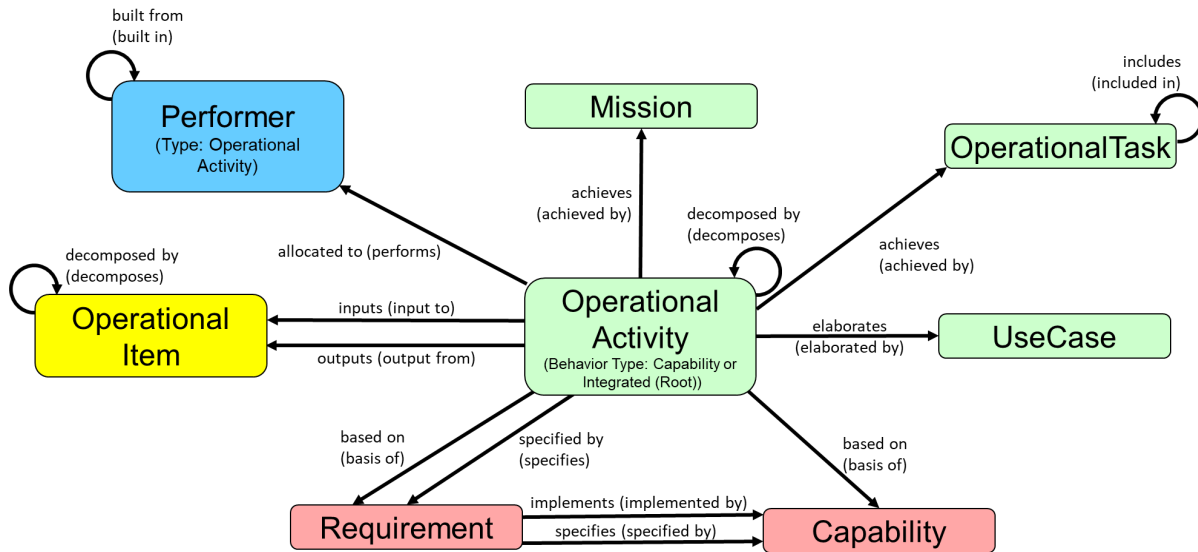 built from
(built in)
Performer
(Type: Operational
Activity)
Mission
includes
(included in)
OperationalTask
achieves
(achieved by)
decomposed by
(decomposes)
achieves
(achieved by)
allocated to (performs)
decomposed by
(decomposes)
Operational
Item
inputs (input to)
outputs (output from)
Operational
Activity
(Behavior Type: Capability or
Integrated (Root))
elaborates
(elaborated by)
UseCase
based on
(basis of)
specified by
(specifies)
based on
(basis of)
Requirement
implements (implemented by)
specifies (specified by)
Capability